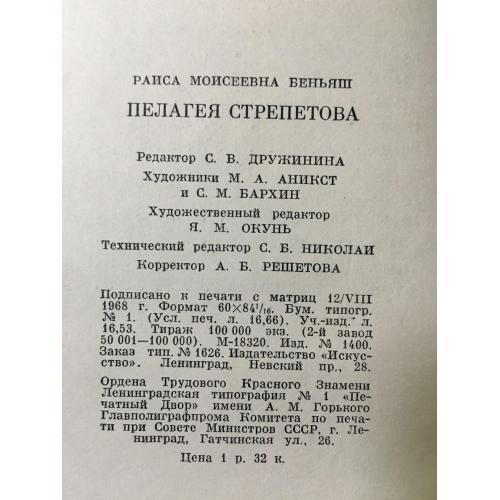 РАИСА МОИСЕЕВНА БЕНЬЯШ
ПЕЛАГЕЯ СТРЕПЕТОВА
Редактор С. В. ДРУЖИНИНА
Художники М. А. АНИКСТ
и С. М. БАРХИН
Художественный редактор
Я. М. ОКУНЬ
Технический редактор С. Б. НИКОЛАИ
Корректор А. Б. РЕШЕТОВА
Подписано к печати с матриц 12/VIII
1968 г. Формат 60×84¹/₁₆. Бум. типогр.
№ 1. (Усл. печ. л. 16,66). Уч.-изд. л.
16,53. Тираж 100 000 экз. (2-й завод
50 001—100 000). М-18320. Изд. № 1400.
Заказ тип. № 1626. Издательство «Искус-
ство». Ленинград, Невский пр., 28.
Ордена Трудового Красного Знамени
Ленинградская типография № 1 «Пе-
чатный Двор» имени А. М. Горького
Главполиграфпрома Комитета по печа-
ти при Совете Министров СССР, г. Ле-
нинград, Гатчинская ул., 26.
Цена 1 р. 32 к.